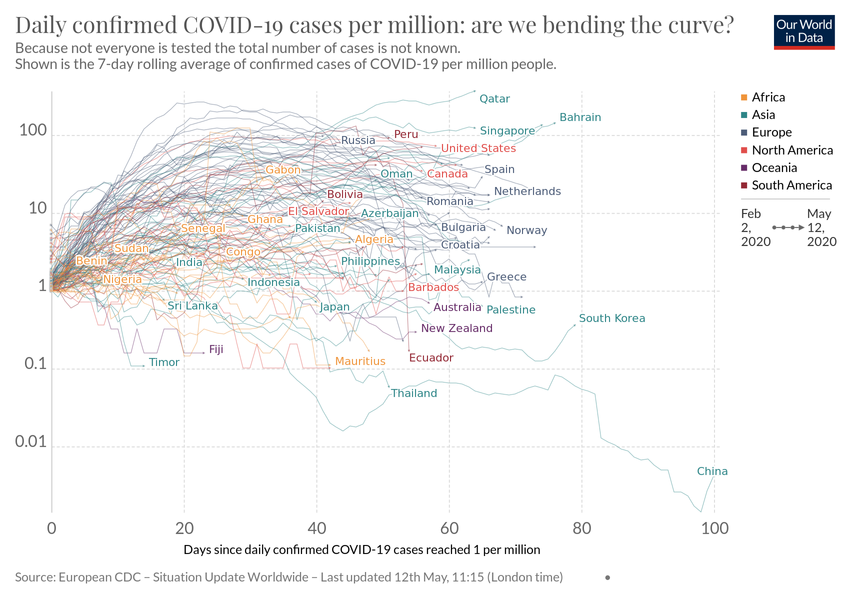 Daily confirmed COVID-19 cases per million: are we bending the curve?
Our World
in Data
Because not everyone is tested the total number of cases is not known.
Shown is the 7-day rolling average of confirmed cases of COVID-19 per million people.
Africa
Asia
Europe
North America
Oceania
South America
Feb
2,
2020
May
12,
2020
100
10
1
0.1
0.01
Qatar
Bahrain
Singapore
Peru
Russia
United States
Gabon
Oman
Canada
Spain
Bolivia
Netherlands
Romania
El Salvador
Azerbaijan
Ghana
Senegal
Pakistan
Bulgaria
Norway
Algeria
Croatia
Sudan
Congo
Benin
India
Philippines
Malaysia
Nigeria
Indonesia
Greece
Barbados
Sri Lanka
Japan
Australia
Palestine
South Korea
New Zealand
Fiji
Ecuador
Timor
Mauritius
Thailand
China
0
20
40
60
80
100
Days since daily confirmed COVID-19 cases reached 1 per million
Source: European CDC – Situation Update Worldwide – Last updated 12th May, 11:15 (London time)